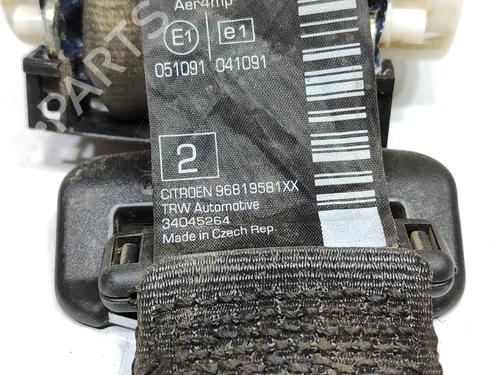 Aer4mp
E1 e1
051091 041091
2
CITROEN 96819581XX
TRW Automotive
34045264
Made in Czech Rep.
PARTS